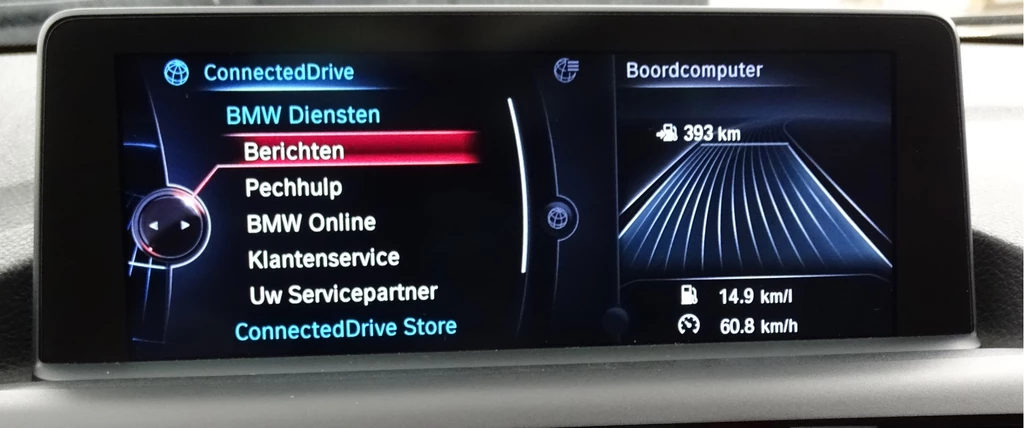 ConnectedDrive
BMW Diensten
Berichten
Pechhulp
BMW Online
Klantenservice
Uw Servicepartner
ConnectedDrive Store
Boordcomputer
393 km
14.9 km/l
60.8 km/h